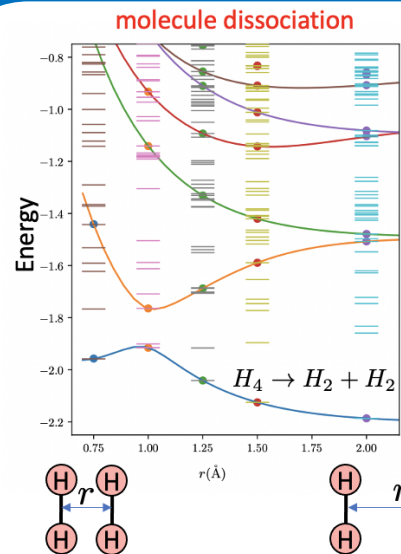 molecule dissociation
Energy
−0.8
−1.0
−1.2
−1.4
−1.6
−1.8
−2.0
−2.2
H₄ → H₂ + H₂
0.75 1.00 1.25 1.50 1.75 2.00
r(Å)
H H H
r r
H H H